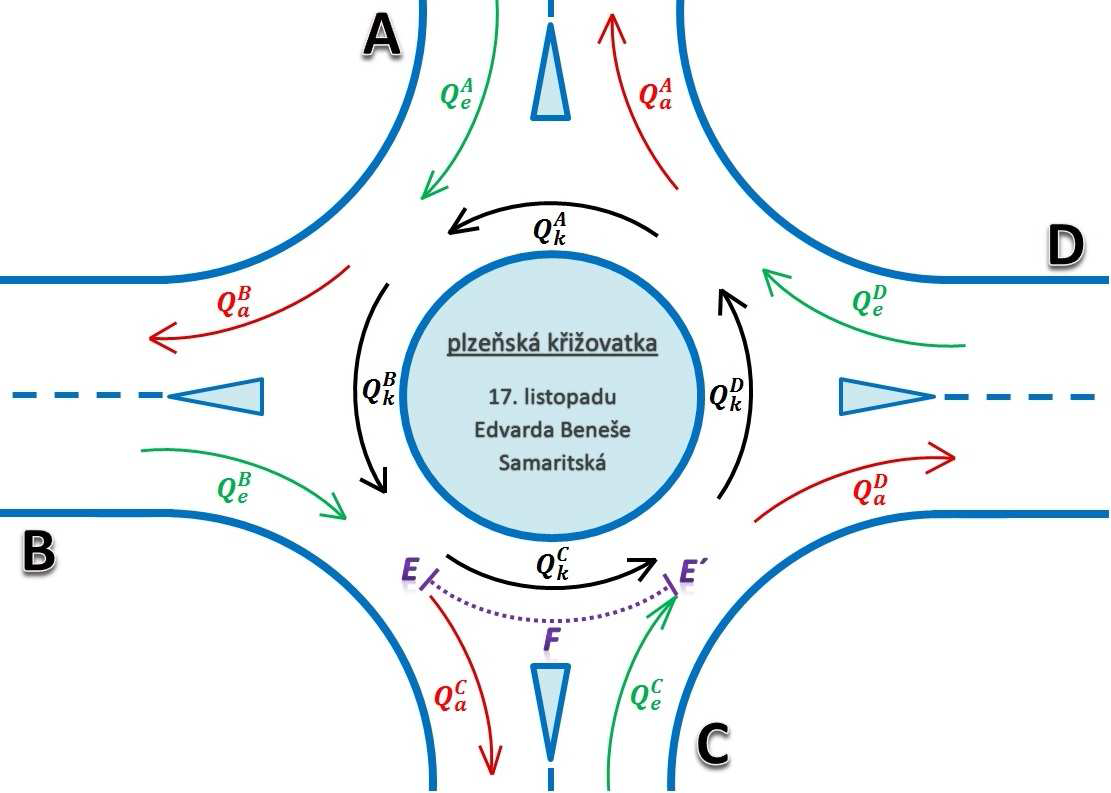 A
Q_e^A
Q_a^A
D
Q_k^A
Q_a^B
Q_e^D
plzeňská křižovatka
Q_k^B
Q_k^D
17. listopadu
Edvarda Beneše
Samaritská
Q_e^B
Q_a^D
B
E
Q_k^C
E´
F
Q_a^C
Q_e^C
C